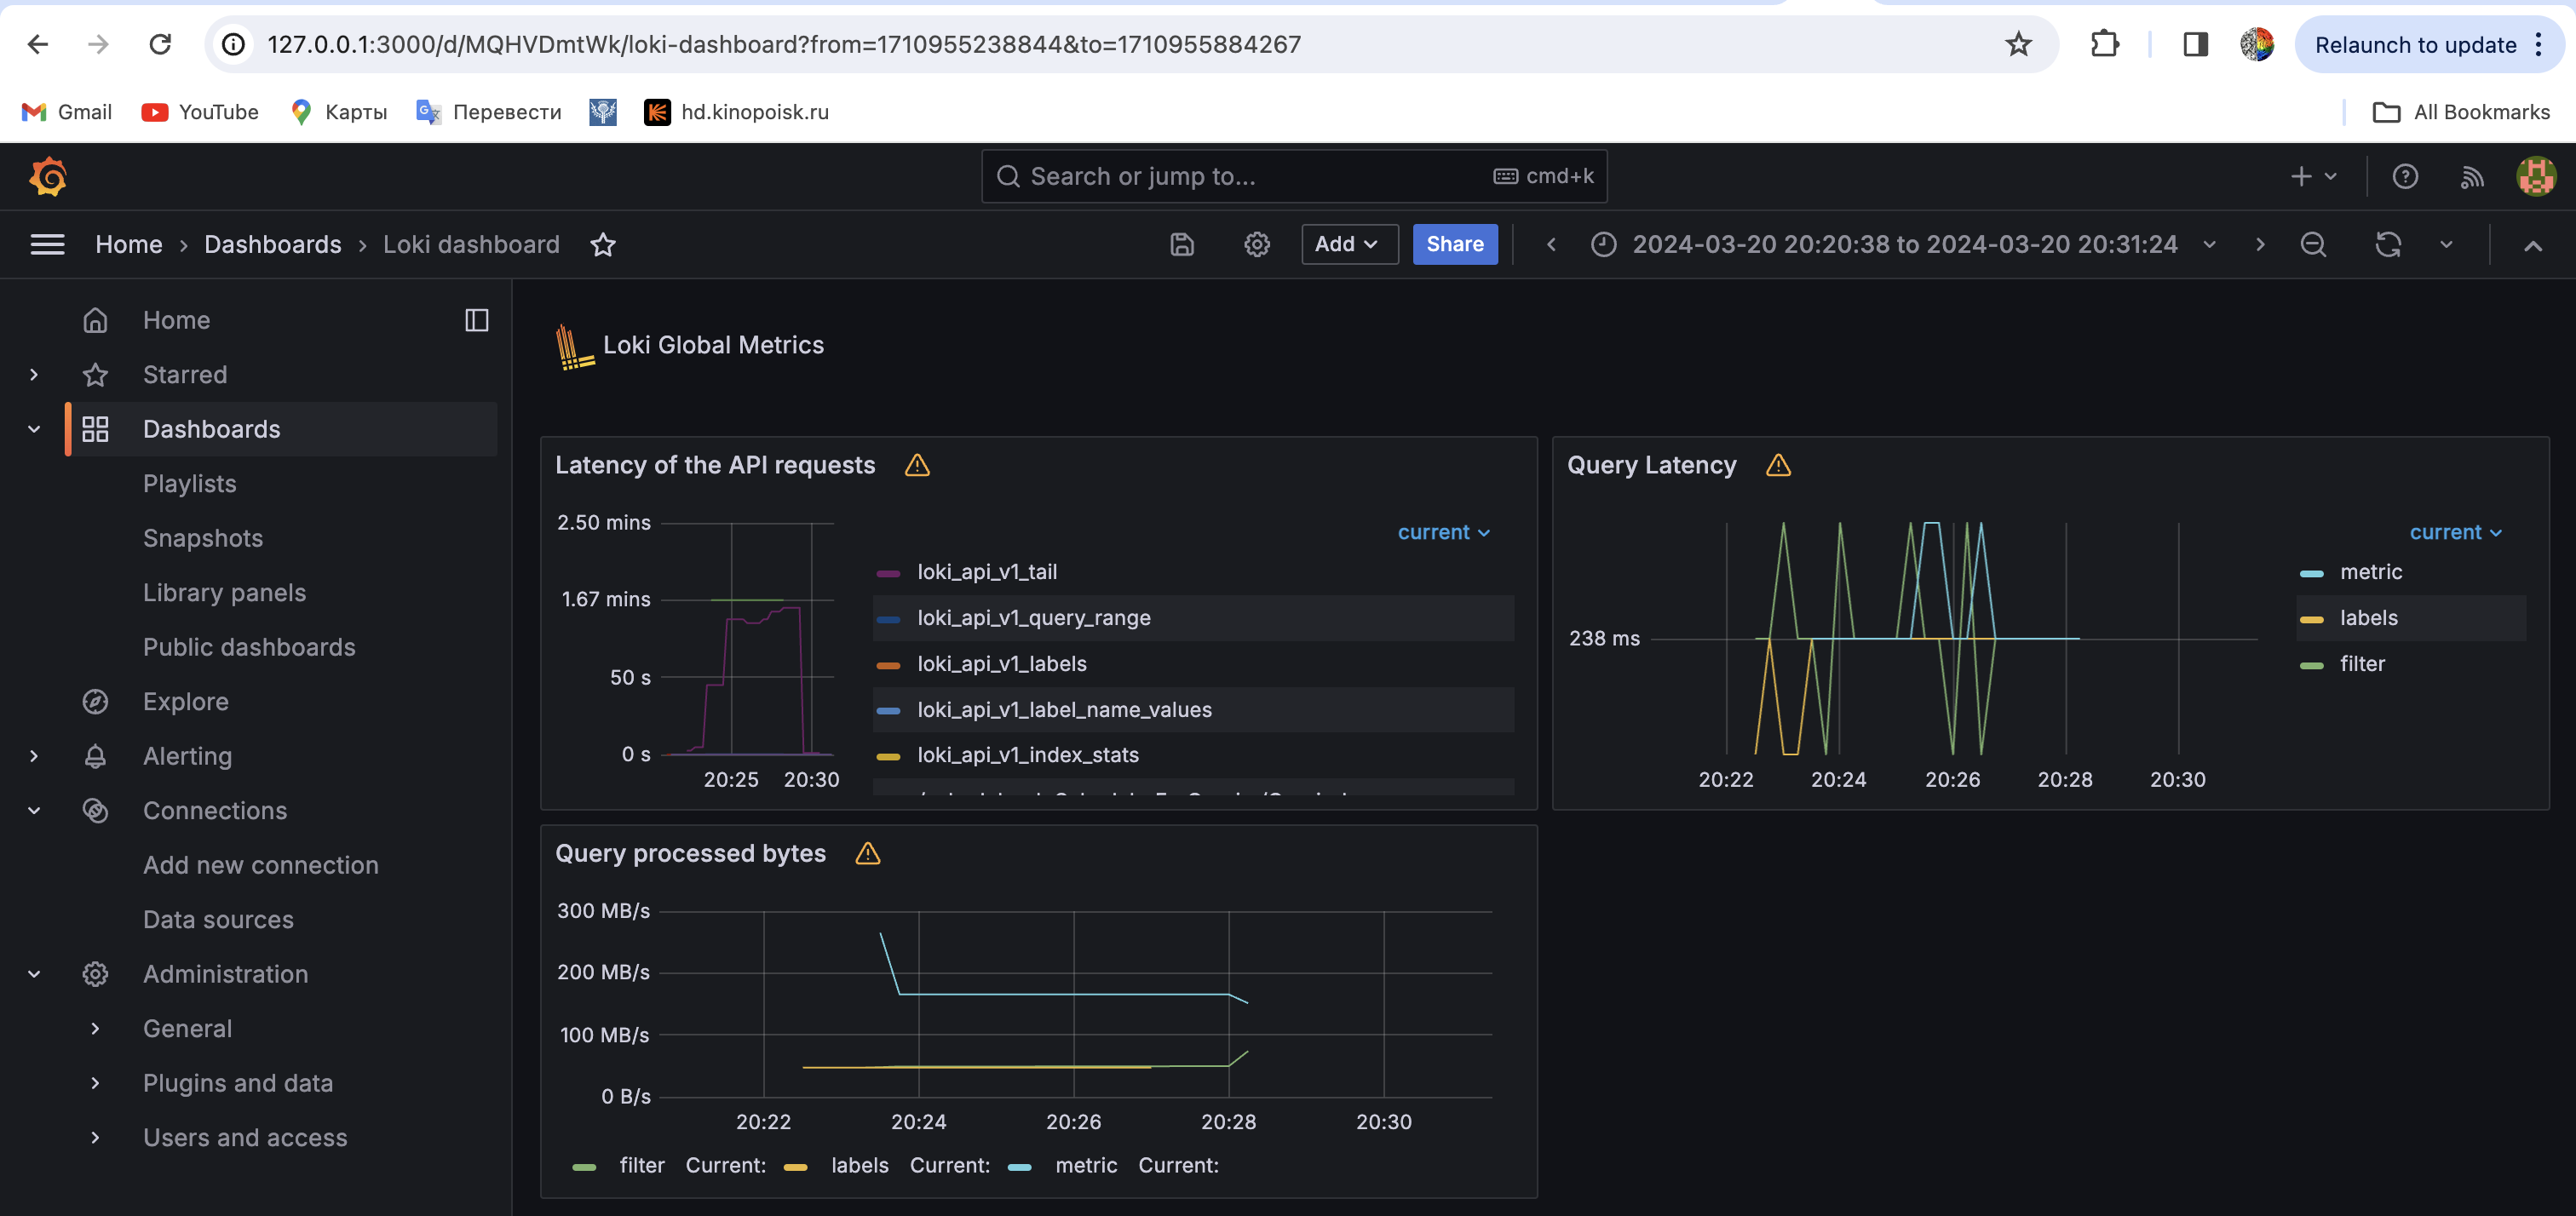 127.0.0.1:3000/d/MQHVDmtWk/loki-dashboard?from=1710955238844&to=1710955884267
Relaunch to update
Gmail YouTube Карты Перевести hd.kinopoisk.ru All Bookmarks
Search or jump to... cmd+k
Home › Dashboards › Loki dashboard
Add Share 2024-03-20 20:20:38 to 2024-03-20 20:31:24
Home
Starred
Dashboards
Playlists
Snapshots
Library panels
Public dashboards
Explore
Alerting
Connections
Add new connection
Data sources
Administration
General
Plugins and data
Users and access
Loki Global Metrics
Latency of the API requests
2.50 mins
1.67 mins
50 s
0 s
20:25 20:30
current
loki_api_v1_tail
loki_api_v1_query_range
loki_api_v1_labels
loki_api_v1_label_name_values
loki_api_v1_index_stats
Query Latency
238 ms
20:22 20:24 20:26 20:28 20:30
current
metric
labels
filter
Query processed bytes
300 MB/s
200 MB/s
100 MB/s
0 B/s
20:22 20:24 20:26 20:28 20:30
filter Current: labels Current: metric Current: